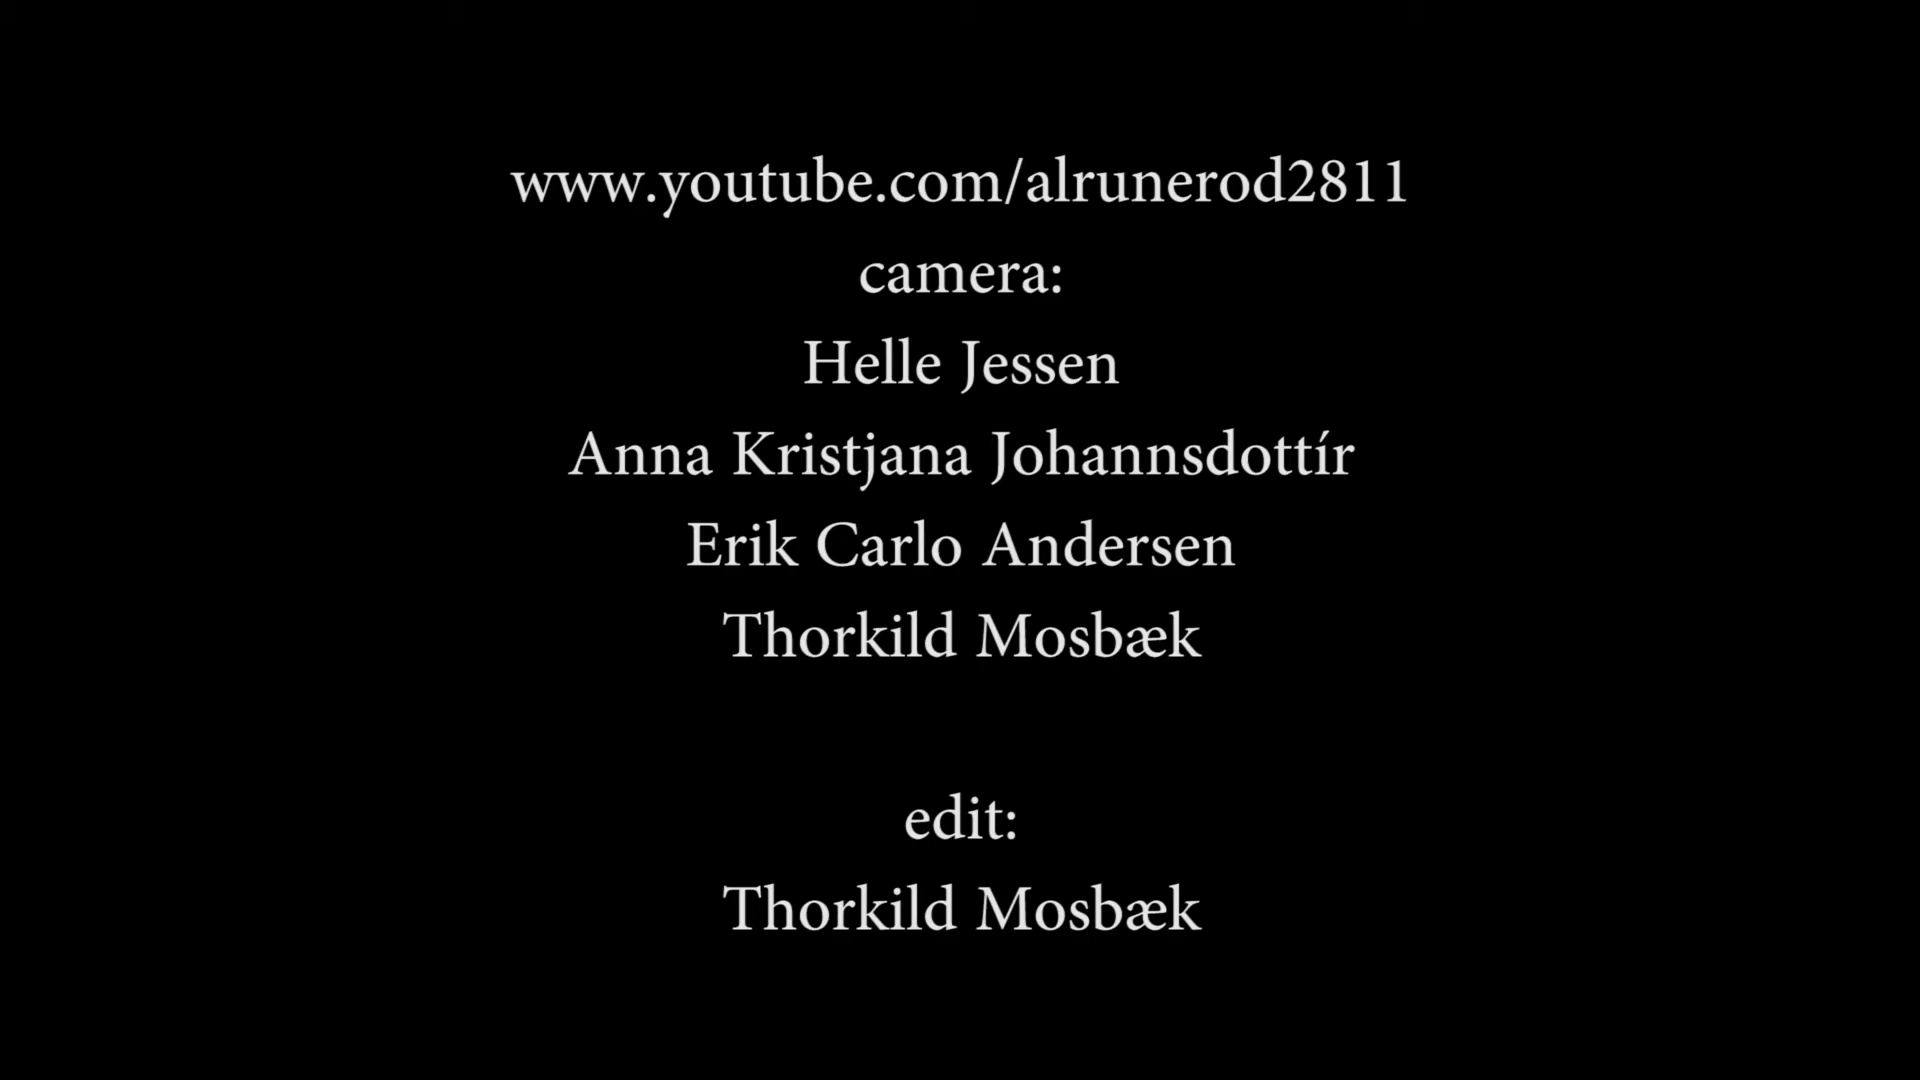 www.youtube.com/alrunerod2811
camera:
Helle Jessen
Anna Kristjana Johannsdottír
Erik Carlo Andersen
Thorkild Mosbæk
edit:
Thorkild Mosbæk